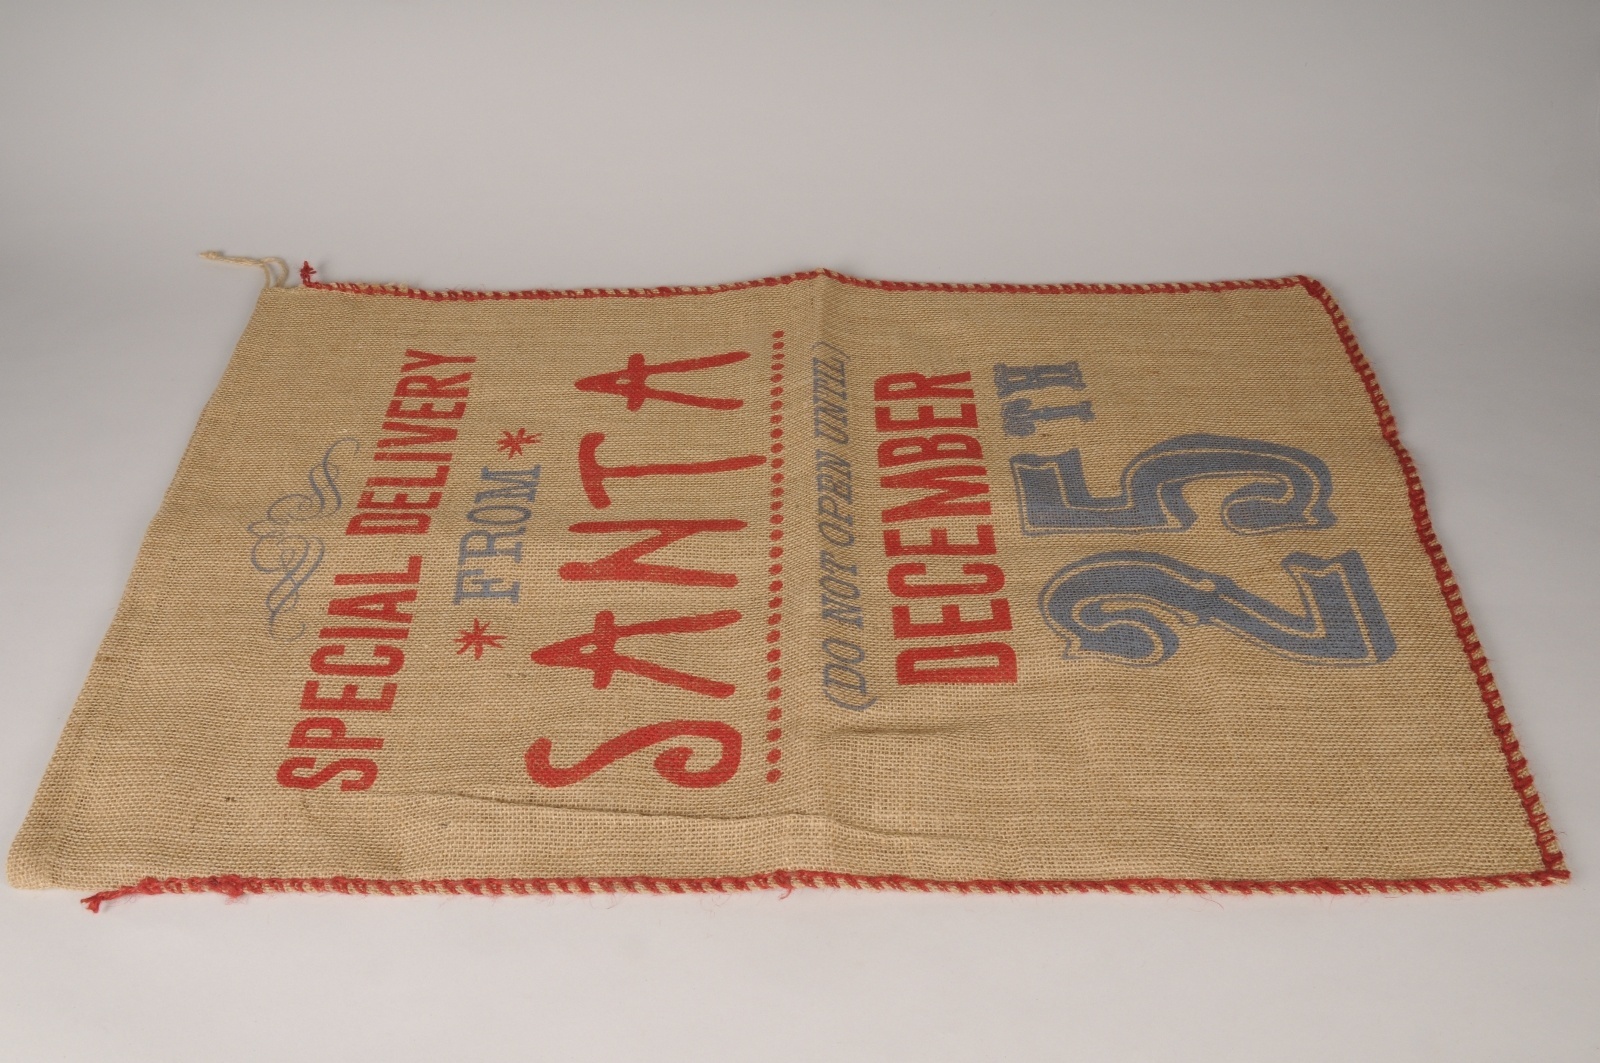 SPECIAL DELIVERY
FROM
SANTA
(DO NOT OPEN UNTIL)
DECEMBER
25TH